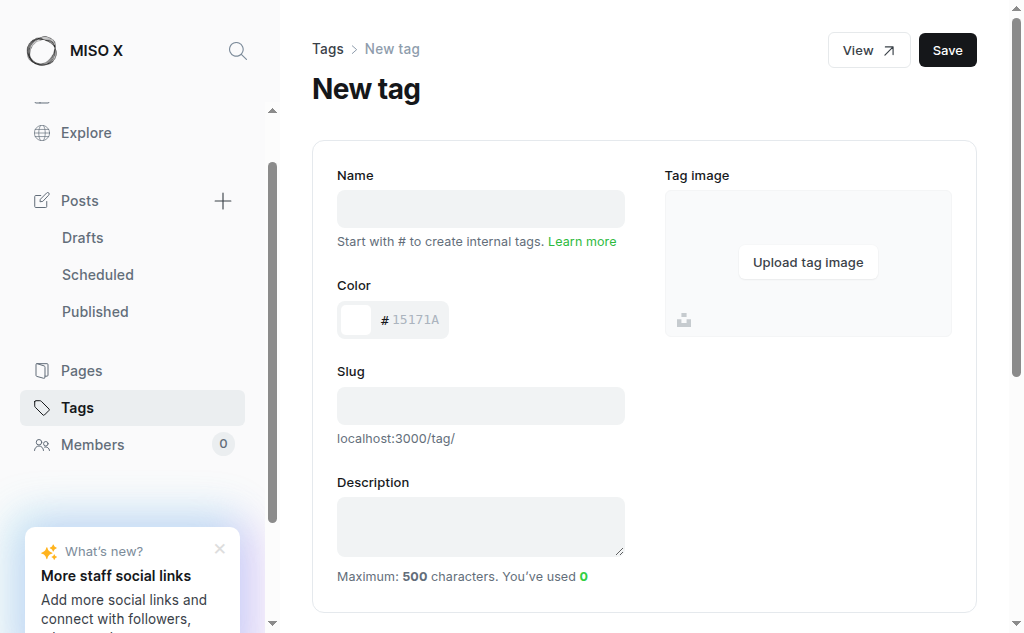 MISO X
Explore
Posts
Drafts
Scheduled
Published
Pages
Tags
Members 0
What's new?
More staff social links
Add more social links and
connect with followers,
Tags > New tag
View
Save
New tag
Name
Start with # to create internal tags. Learn more
Color
# 15171A
Slug
localhost:3000/tag/
Description
Maximum: 500 characters. You've used 0
Tag image
Upload tag image